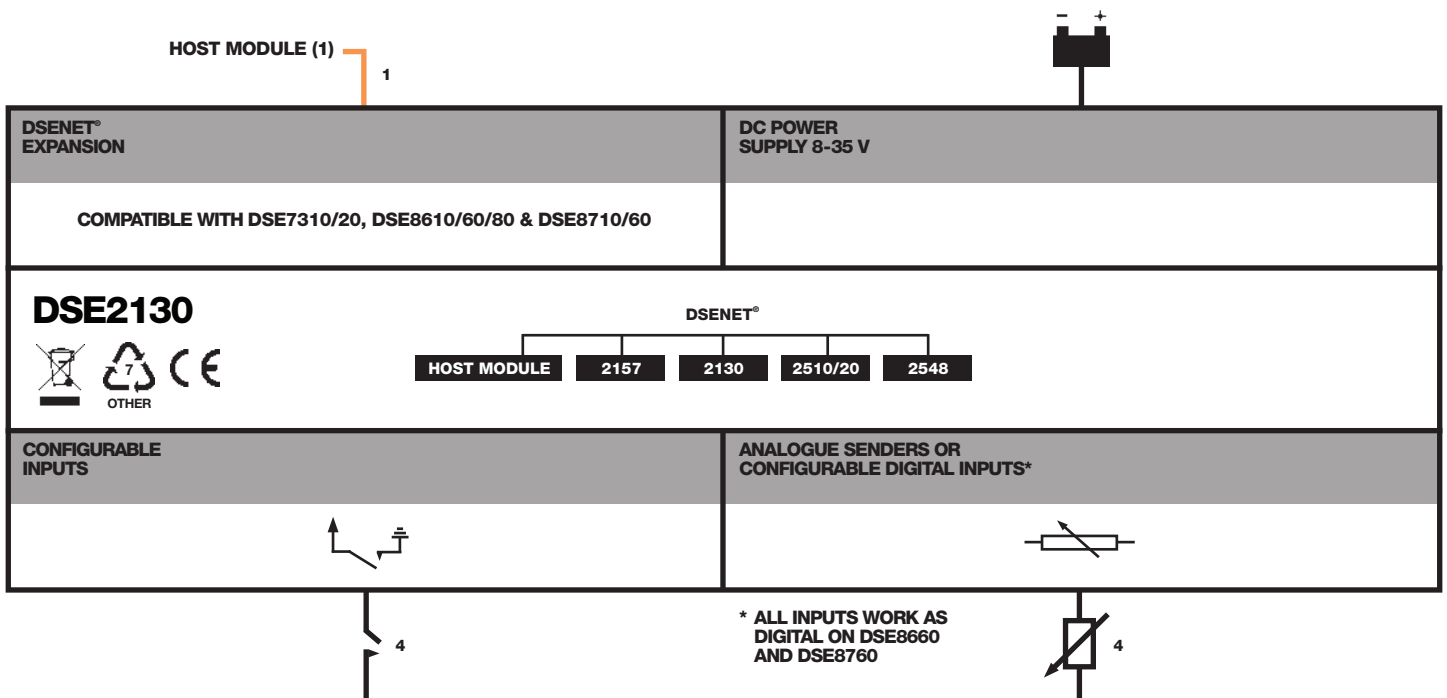 HOST MODULE (1)
1
- +
DSENET®
EXPANSION
DC POWER
SUPPLY 8-35 V
COMPATIBLE WITH DSE7310/20, DSE8610/60/80 & DSE8710/60
DSE2130
7
OTHER
CE
DSENET®
HOST MODULE
2157
2130
2510/20
2548
CONFIGURABLE
INPUTS
ANALOGUE SENDERS OR
CONFIGURABLE DIGITAL INPUTS*
4
* ALL INPUTS WORK AS
DIGITAL ON DSE8660
AND DSE8760
4